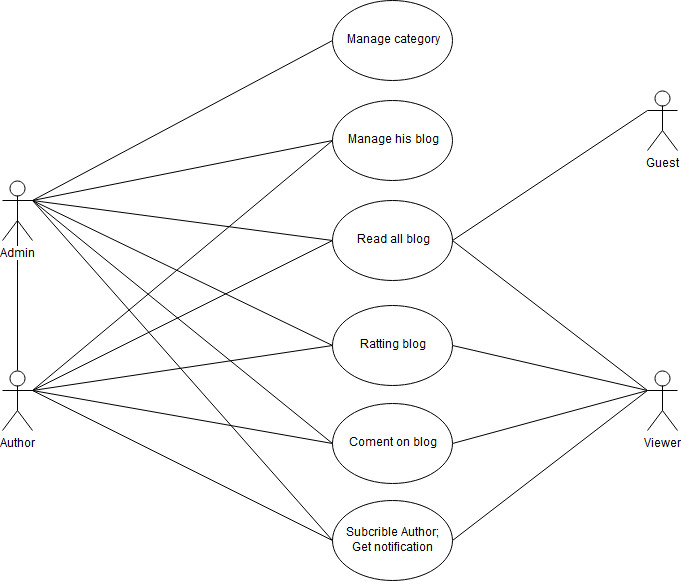 Manage category
Manage his blog
Guest
Read all blog
Admin
Ratting blog
Author
Coment on blog
Viewer
Subcrible Author;
Get notification